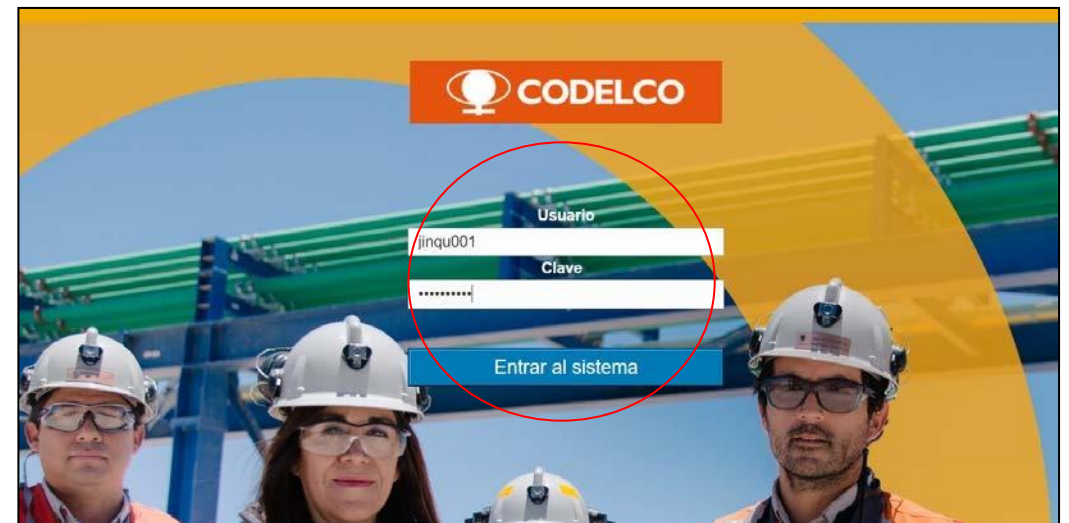 CODELCO
Usuario
jinqu001
Clave
••••••••••
Entrar al sistema